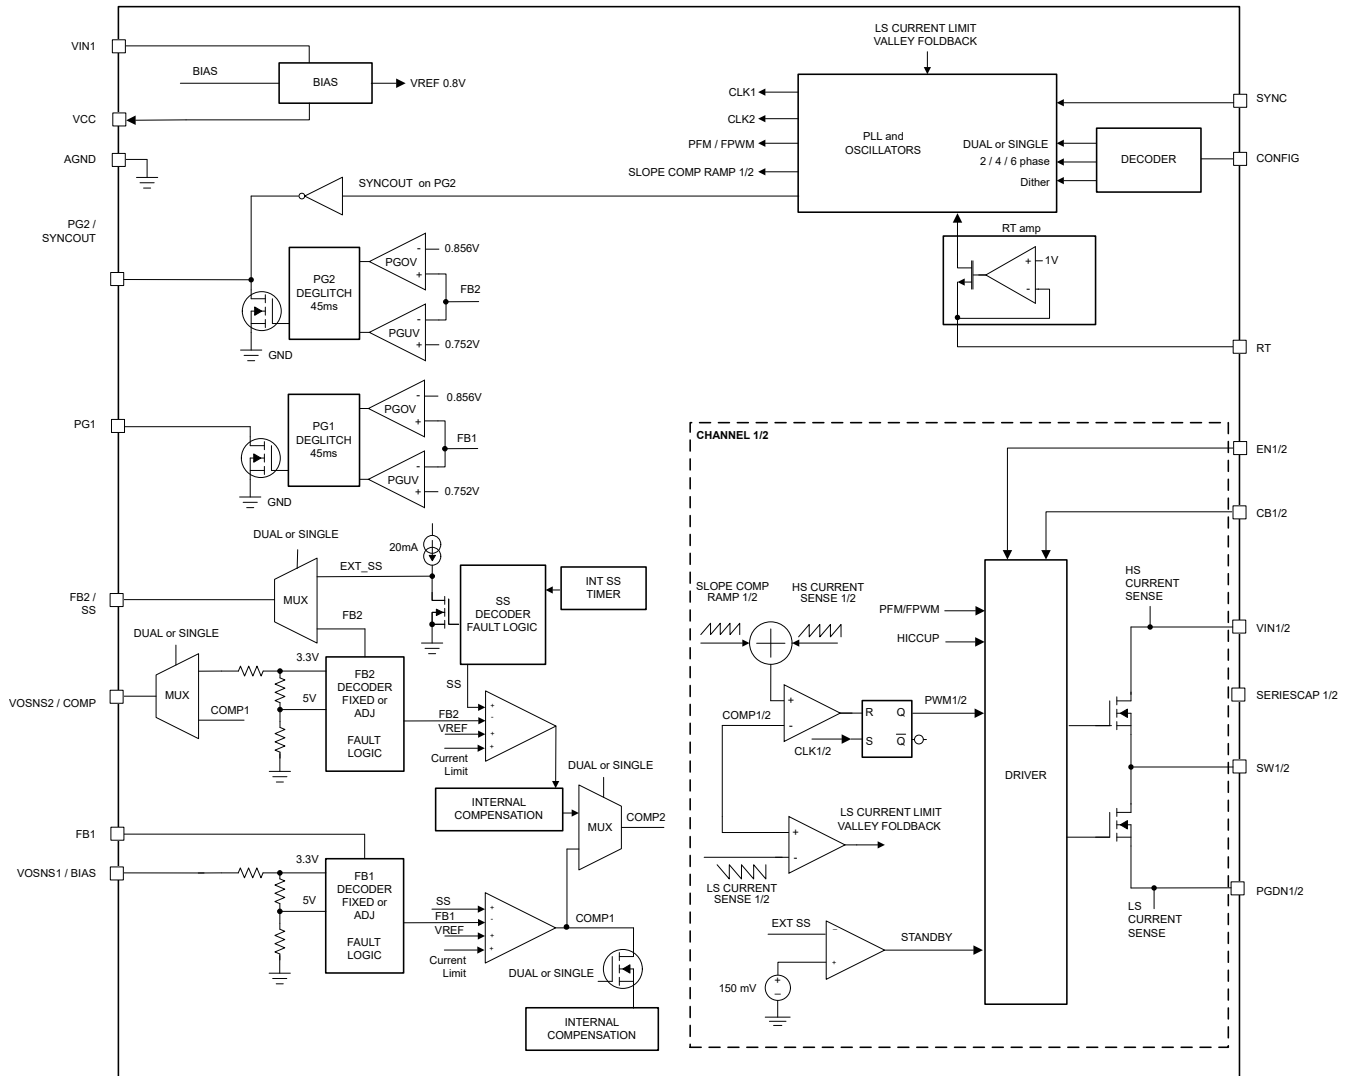 LS CURRENT LIMIT
VALLEY FOLDBACK
VIN1
BIAS
BIAS
VREF 0.8V
VCC
AGND
CLK1
CLK2
PFM / FPWM
SLOPE COMP RAMP 1/2
PLL and
OSCILLATORS
DUAL or SINGLE
2 / 4 / 6 phase
Dither
DECODER
SYNC
CONFIG
SYNCOUT on PG2
RT amp
+
1V
-
RT
PG2 /
SYNCOUT
PG2
DEGLITCH
45ms
PGOV
-
+
0.856V
FB2
PGUV
-
+
0.752V
GND
PG1
PG1
DEGLITCH
45ms
PGOV
-
+
0.856V
FB1
PGUV
-
+
0.752V
GND
DUAL or SINGLE
20mA
EXT_SS
MUX
FB2
FB2 /
SS
SS
DECODER
FAULT LOGIC
INT SS
TIMER
DUAL or SINGLE
MUX
COMP1
VOSNS2 / COMP
3.3V
5V
FB2
DECODER
FIXED or
ADJ
FAULT
LOGIC
SS
FB2
VREF
Current
Limit
+
-
+
+
INTERNAL
COMPENSATION
DUAL or SINGLE
MUX
COMP2
FB1
VOSNS1 / BIAS
3.3V
5V
FB1
DECODER
FIXED or
ADJ
FAULT
LOGIC
SS
FB1
VREF
Current
Limit
+
-
+
+
COMP1
DUAL or SINGLE
INTERNAL
COMPENSATION
CHANNEL 1/2
EN1/2
CB1/2
SLOPE COMP
RAMP 1/2
HS CURRENT
SENSE 1/2
PFM/FPWM
HICCUP
COMP1/2
+
-
CLK1/2
R
Q
S
Q
PWM1/2
LS CURRENT LIMIT
VALLEY FOLDBACK
+
-
LS CURRENT
SENSE 1/2
EXT SS
-
+
STANDBY
150 mV
+
–
DRIVER
HS
CURRENT
SENSE
VIN1/2
SERIESCAP 1/2
SW1/2
PGDN1/2
LS
CURRENT
SENSE